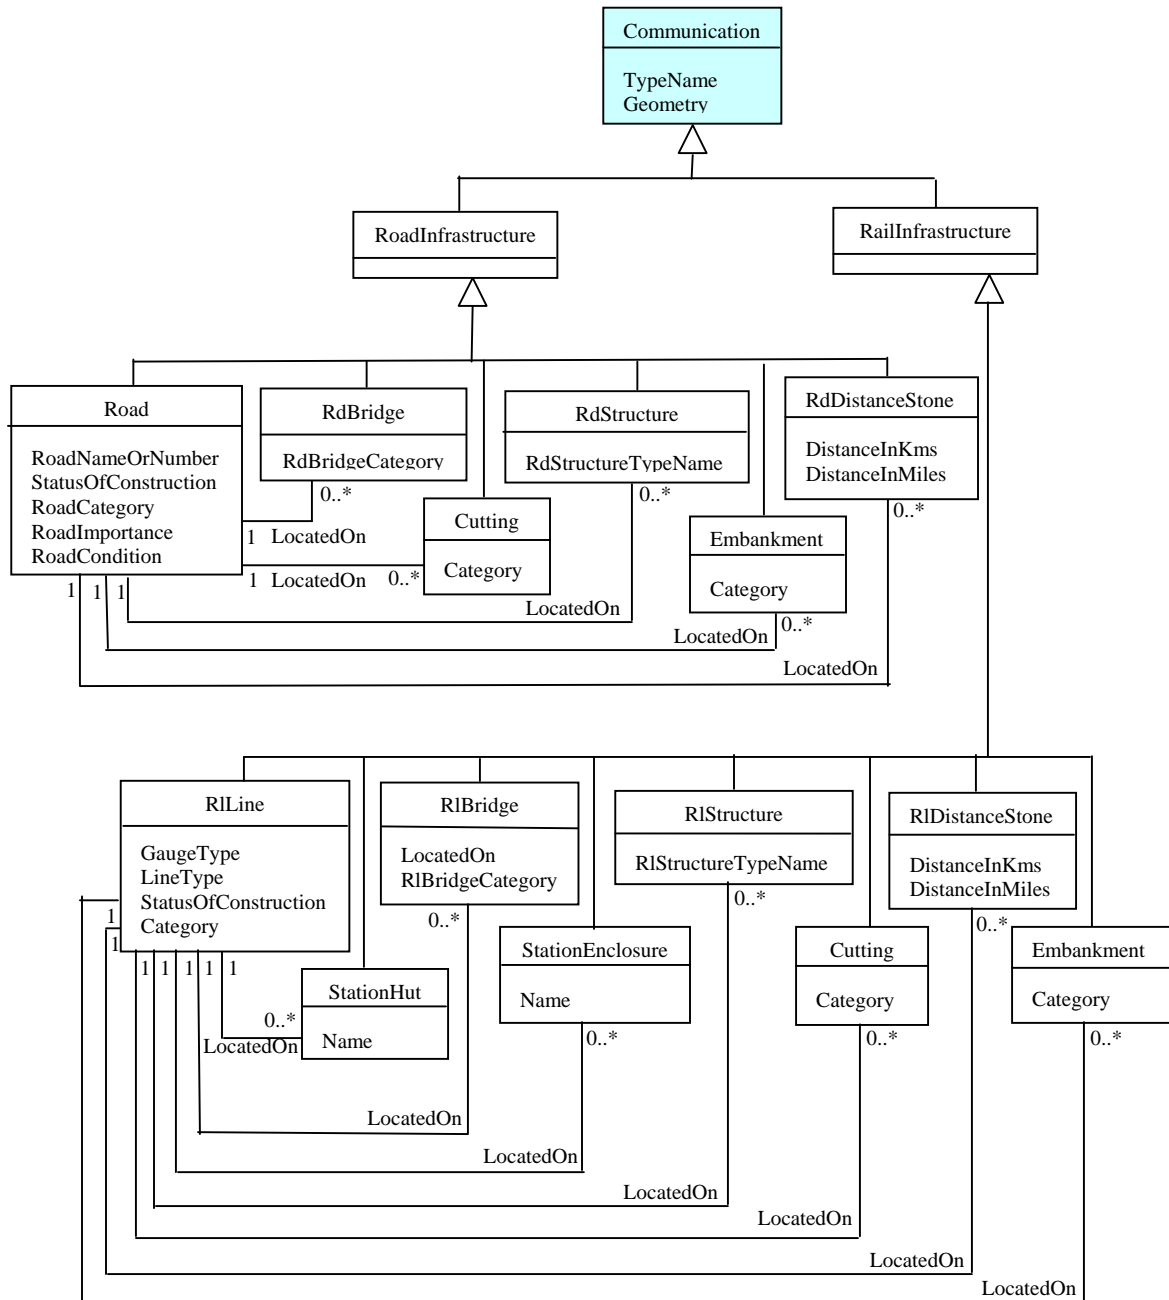 Communication
TypeName
Geometry
RoadInfrastructure
RailInfrastructure
Road
RoadNameOrNumber
StatusOfConstruction
RoadCategory
RoadImportance
RoadCondition
RdBridge
RdBridgeCategory
0..*
1 LocatedOn
Cutting
Category
1 LocatedOn 0..*
RdStructure
RdStructureTypeName
0..*
LocatedOn
Embankment
Category
0..*
LocatedOn
RdDistanceStone
DistanceInKms
DistanceInMiles
0..*
LocatedOn
1 1 1
RlLine
GaugeType
LineType
StatusOfConstruction
Category
1
1
1 1 1 1 1 1
StationHut
Name
0..*
LocatedOn
RlBridge
LocatedOn
RlBridgeCategory
0..*
LocatedOn
StationEnclosure
Name
0..*
LocatedOn
RlStructure
RlStructureTypeName
0..*
LocatedOn
Cutting
Category
0..*
LocatedOn
RlDistanceStone
DistanceInKms
DistanceInMiles
0..*
LocatedOn
Embankment
Category
0..*
LocatedOn